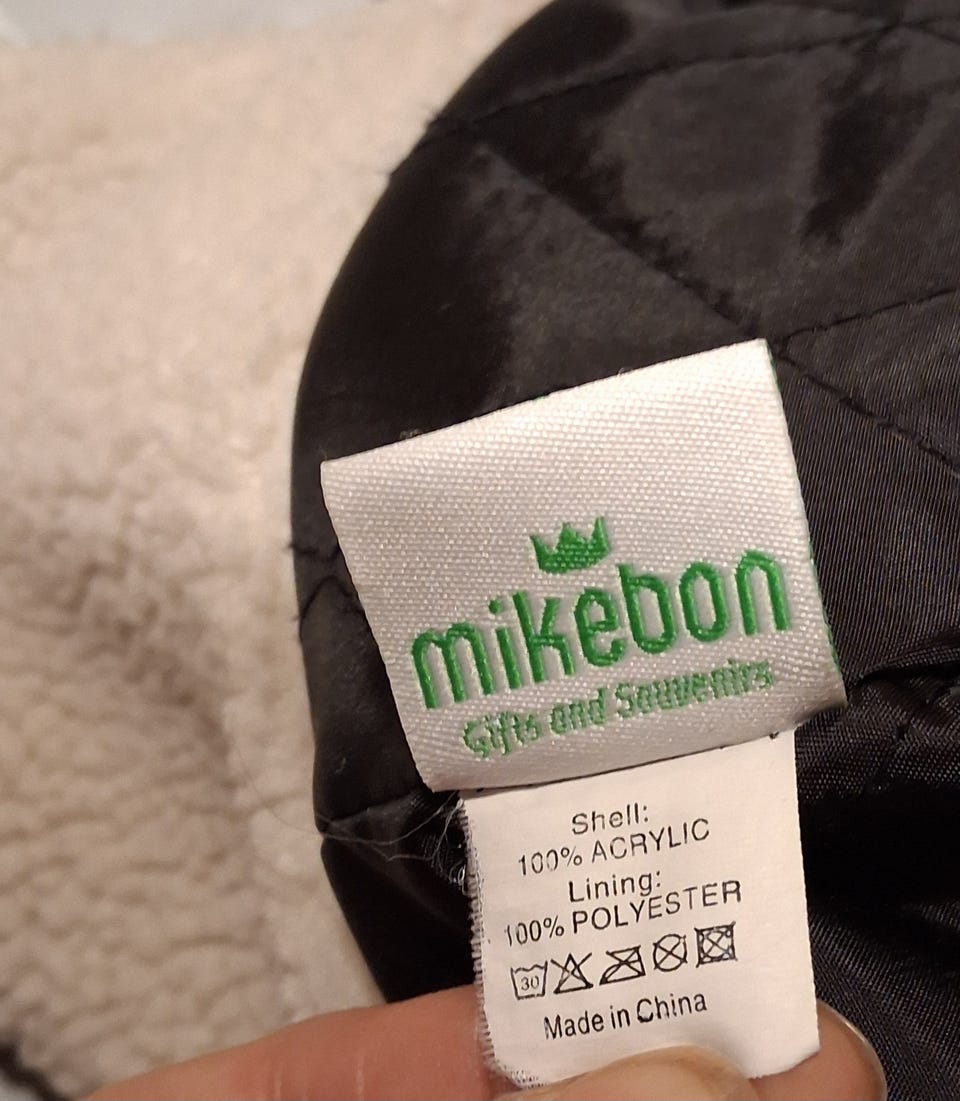 mikebon
Gifts and Souvenirs
Shell:
100% ACRYLIC
Lining:
100% POLYESTER
30
Made in China